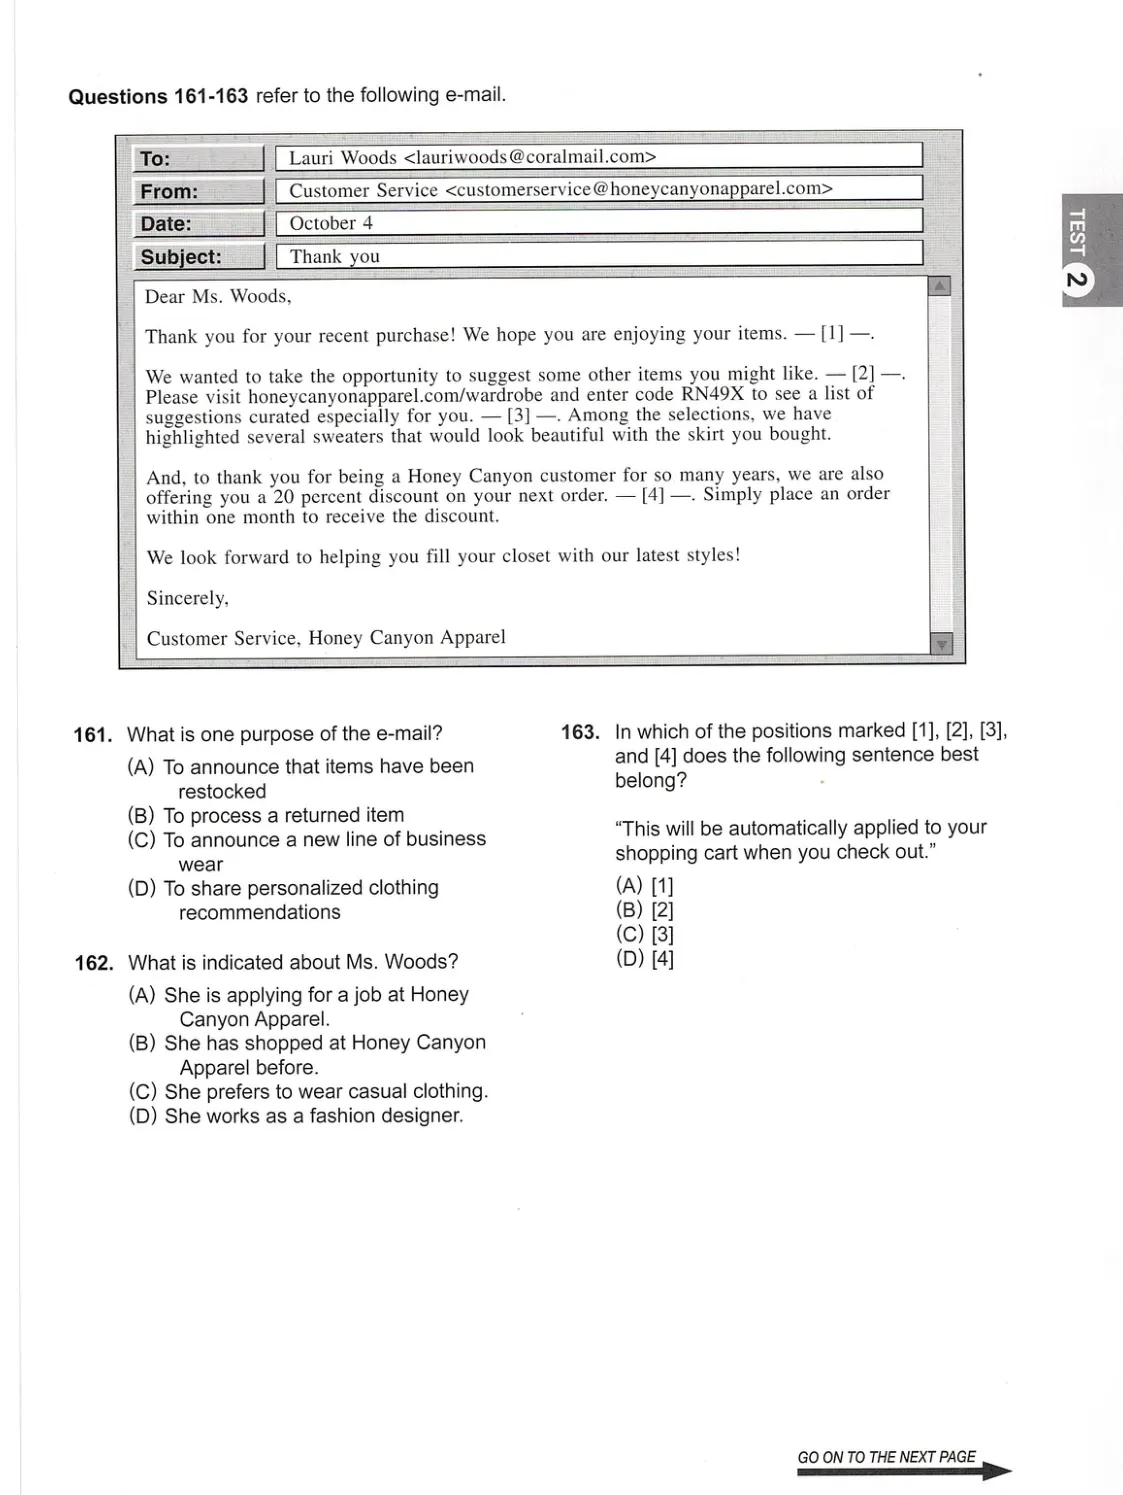 Questions 161-163 refer to the following e-mail.
To: Lauri Woods <lauriwoods@coralmail.com>
From: Customer Service <customerservice@honeycanyonapparel.com>
Date: October 4
Subject: Thank you
Dear Ms. Woods,
Thank you for your recent purchase! We hope you are enjoying your items. — [1] —.
We wanted to take the opportunity to suggest some other items you might like. — [2] —.
Please visit honeycanyonapparel.com/wardrobe and enter code RN49X to see a list of
suggestions curated especially for you. — [3] —. Among the selections, we have
highlighted several sweaters that would look beautiful with the skirt you bought.
And, to thank you for being a Honey Canyon customer for so many years, we are also
offering you a 20 percent discount on your next order. — [4] —. Simply place an order
within one month to receive the discount.
We look forward to helping you fill your closet with our latest styles!
Sincerely,
Customer Service, Honey Canyon Apparel
TEST 2
161. What is one purpose of the e-mail?
(A) To announce that items have been
restocked
(B) To process a returned item
(C) To announce a new line of business
wear
(D) To share personalized clothing
recommendations
162. What is indicated about Ms. Woods?
(A) She is applying for a job at Honey
Canyon Apparel.
(B) She has shopped at Honey Canyon
Apparel before.
(C) She prefers to wear casual clothing.
(D) She works as a fashion designer.
163. In which of the positions marked [1], [2], [3],
and [4] does the following sentence best
belong?
“This will be automatically applied to your
shopping cart when you check out.”
(A) [1]
(B) [2]
(C) [3]
(D) [4]
GO ON TO THE NEXT PAGE